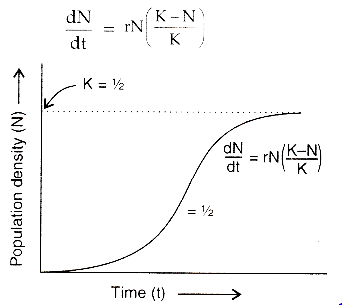 dN/dt = rN(K-N/K)
K = ½
dN/dt = rN(K-N/K)
= ½
Population density (N)
Time (t)